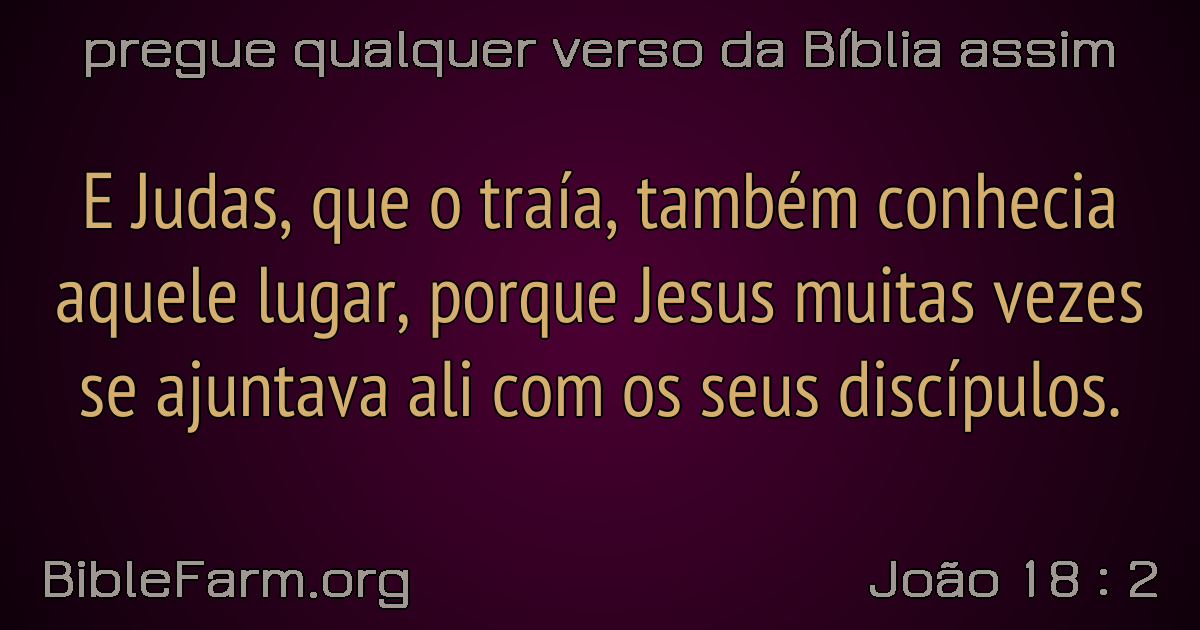 pregue qualquer verso da Bíblia assim
E Judas, que o traía, também conhecia
aquele lugar, porque Jesus muitas vezes
se ajuntava ali com os seus discípulos.
BibleFarm.org
João 18 : 2